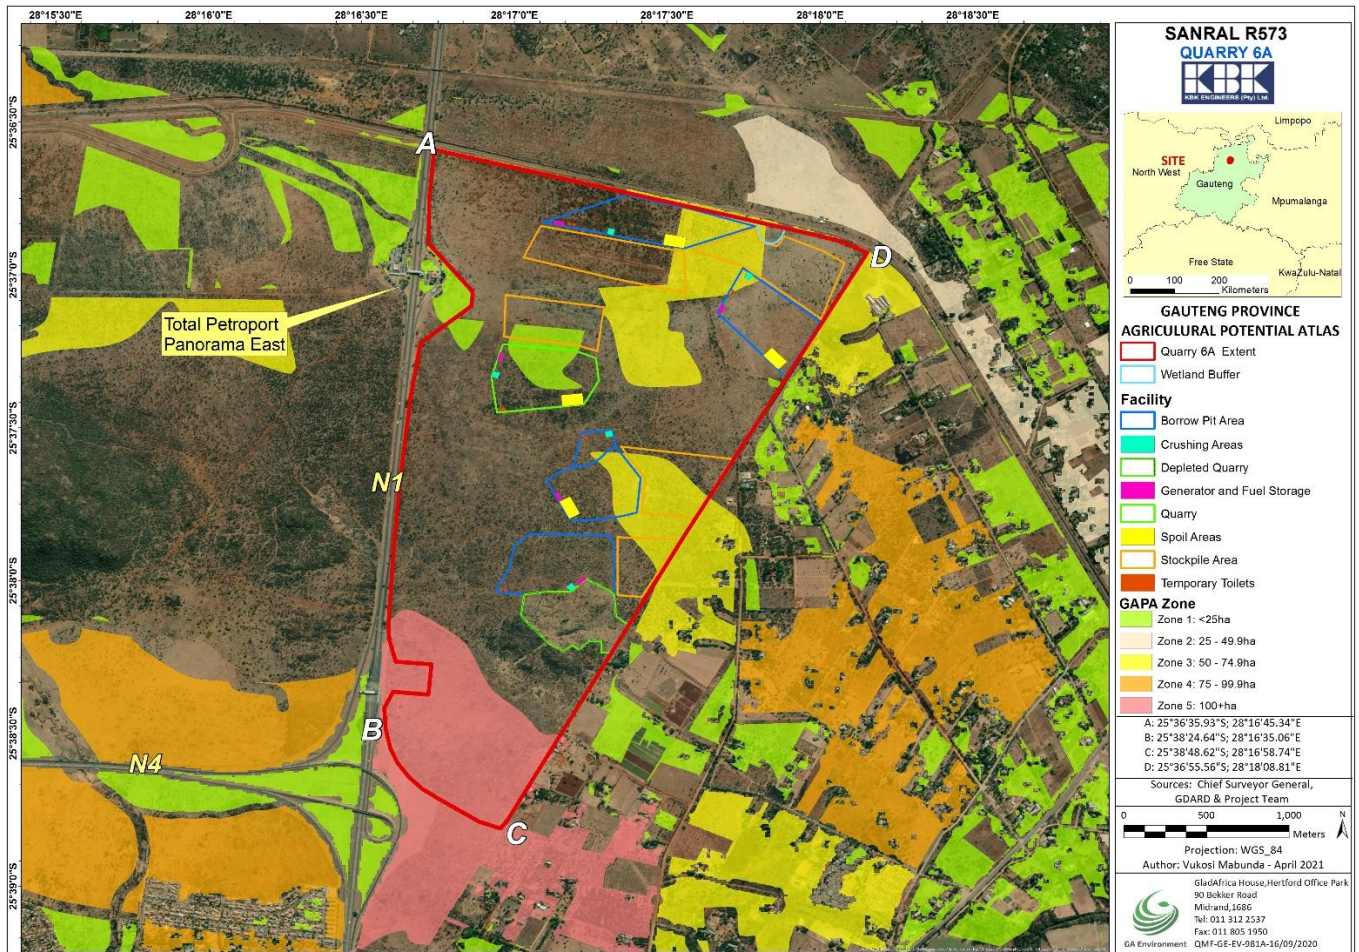 28°15'30"E 28°16'0"E 28°16'30"E 28°17'0"E 28°17'30"E 28°18'0"E 28°18'30"E
25°36'30"S
25°37'0"S
25°37'30"S
25°38'0"S
25°38'30"S
25°39'0"S
A
D
Total Petroport
Panorama East
N1
B
N4
C
SANRAL R573
QUARRY 6A
KBK
KBK ENGINEERS (Pty) Ltd.
Limpopo
SITE
North West
Gauteng
Mpumalanga
Free State
KwaZulu-Natal
0 100 200
Kilometers
GAUTENG PROVINCE
AGRICULURAL POTENTIAL ATLAS
Quarry 6A Extent
Wetland Buffer
Facility
Borrow Pit Area
Crushing Areas
Depleted Quarry
Generator and Fuel Storage
Quarry
Spoil Areas
Stockpile Area
Temporary Toilets
GAPA Zone
Zone 1: <25ha
Zone 2: 25 - 49.9ha
Zone 3: 50 - 74.9ha
Zone 4: 75 - 99.9ha
Zone 5: 100+ha
A: 25°36'35.93"S; 28°16'45.34"E
B: 25°38'24.64"S; 28°16'35.06"E
C: 25°38'48.62"S; 28°16'58.74"E
D: 25°36'55.56"S; 28°18'08.81"E
Sources: Chief Surveyor General,
GDARD & Project Team
0 500 1,000
Meters
N
Projection: WGS_84
Author: Vukosi Mabunda - April 2021
GA Environment
GladAfrica House,Hertford Office Park
90 Bekker Road
Midrand,1686
Tel: 011 312 2537
Fax: 011 805 1950
QMF-GE-EV-981A-16/09/2020